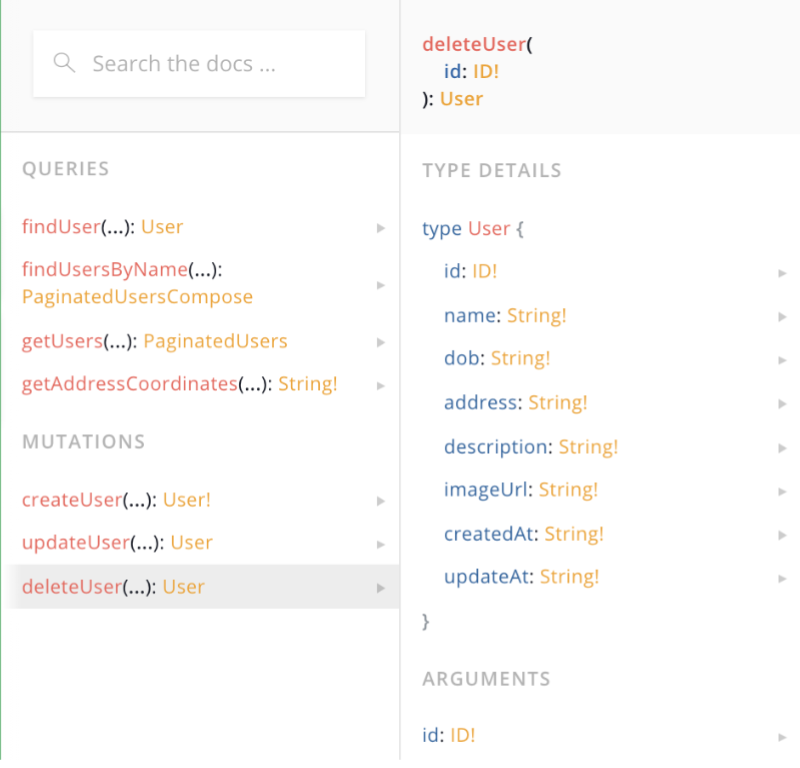 Search the docs ...
QUERIES
findUser(...): User
findUsersByName(...):
PaginatedUsersCompose
getUsers(...): PaginatedUsers
getAddressCoordinates(...): String!
MUTATIONS
createUser(...): User!
updateUser(...): User
deleteUser(...): User
deleteUser(
id: ID!
): User
TYPE DETAILS
type User {
id: ID!
name: String!
dob: String!
address: String!
description: String!
imageUrl: String!
createdAt: String!
updateAt: String!
}
ARGUMENTS
id: ID!